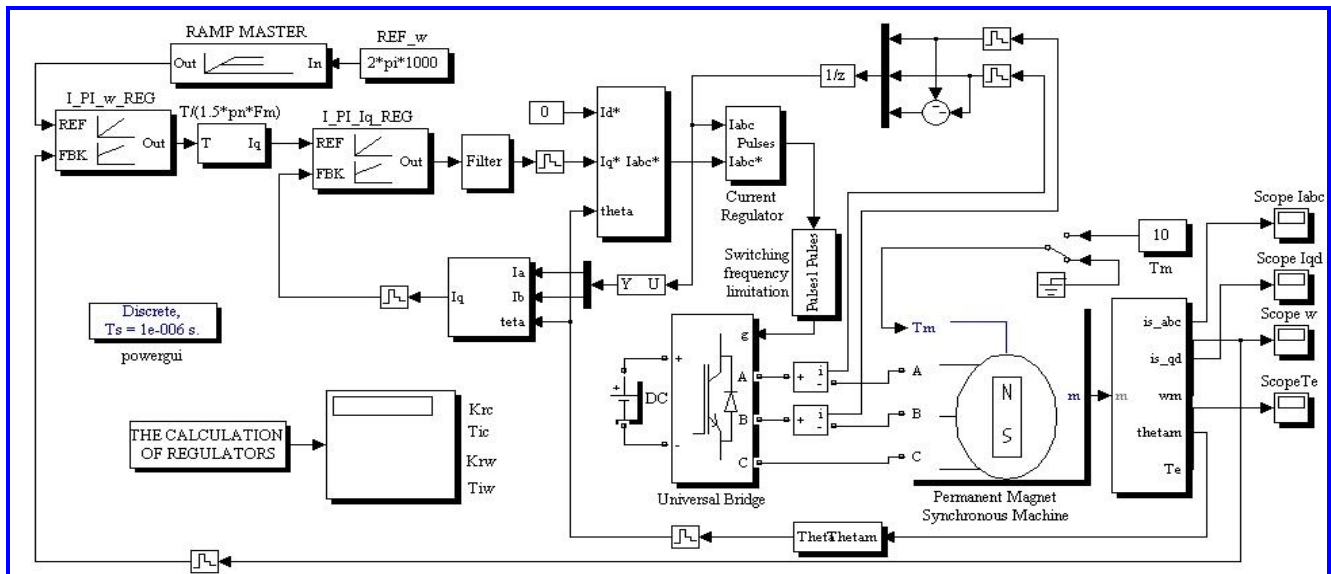 RAMP MASTER
REF_w
Out
In
2*pi*1000
I_PI_w_REG
T/(1.5*pn*Fm)
I_PI_Iq_REG
REF
FBK
Out
T
Iq
REF
FBK
Out
Filter
0
Id*
Iq*
Iabc*
theta
1/z
Iabc
Pulses
Iabc*
Current
Regulator
Switching
frequency
limitation
Pulses1 Pulses
Scope Iabc
10
Tm
Scope Iqd
Scope w
ScopeTe
Ia
Ib
teta
Iq
Y
U
Discrete,
Ts = 1e-006 s.
powergui
g
+
-
DC
A
B
C
Universal Bridge
+
i
-
+
i
-
Tm
A
B
C
N
S
m
Permanent Magnet
Synchronous Machine
m
is_abc
is_qd
wm
thetam
Te
THE CALCULATION
OF REGULATORS
Krc
Tic
Krw
Tiw
Theta
Thetam